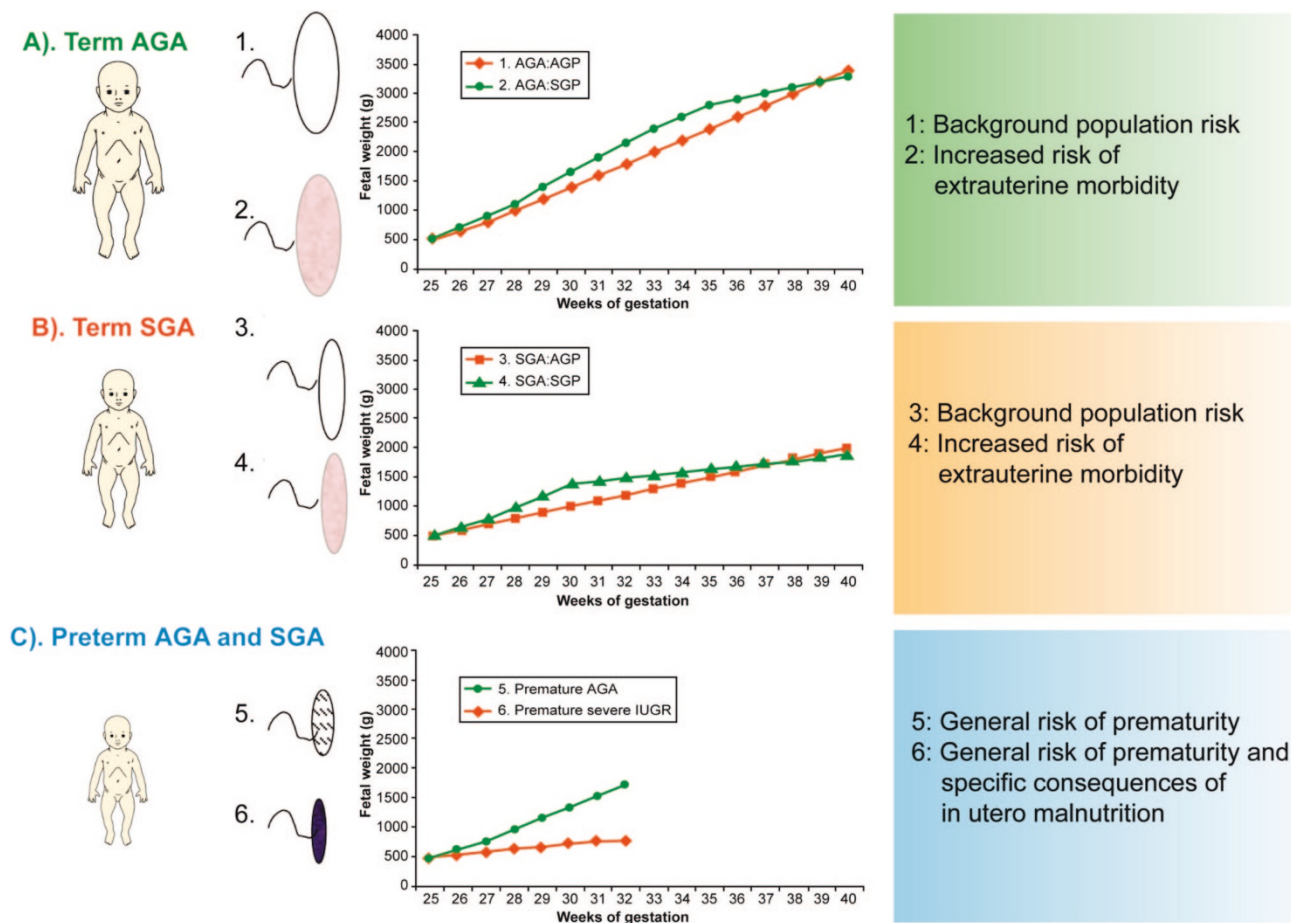 A). Term AGA
1.
2.
Fetal weight (g)
4000
3500
3000
2500
2000
1500
1000
500
0
1. AGA:AGP
2. AGA:SGP
25 26 27 28 29 30 31 32 33 34 35 36 37 38 39 40
Weeks of gestation
1: Background population risk
2: Increased risk of
extrauterine morbidity
B). Term SGA
3.
4.
Fetal weight (g)
4000
3500
3000
2500
2000
1500
1000
500
0
3. SGA:AGP
4. SGA:SGP
25 26 27 28 29 30 31 32 33 34 35 36 37 38 39 40
Weeks of gestation
3: Background population risk
4: Increased risk of
extrauterine morbidity
C). Preterm AGA and SGA
5.
6.
Fetal weight (g)
4000
3500
3000
2500
2000
1500
1000
500
0
5. Premature AGA
6. Premature severe IUGR
25 26 27 28 29 30 31 32 33 34 35 36 37 38 39 40
Weeks of gestation
5: General risk of prematurity
6: General risk of prematurity and
specific consequences of
in utero malnutrition